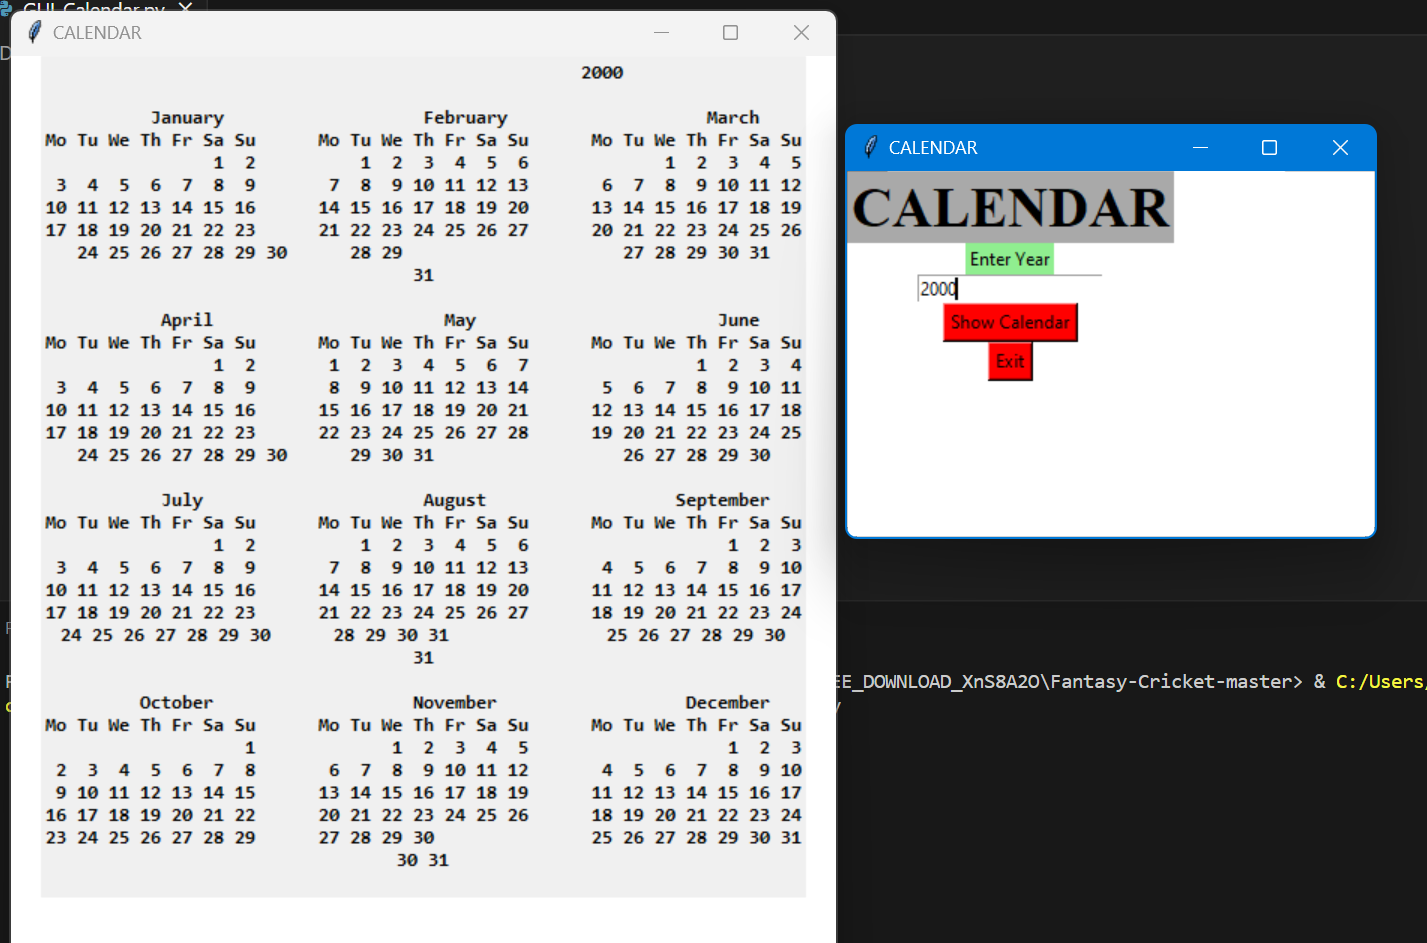 GUI Calendar.py
CALENDAR
2000
January February March
Mo Tu We Th Fr Sa Su Mo Tu We Th Fr Sa Su Mo Tu We Th Fr Sa Su
1 2 1 2 3 4 5 6 1 2 3 4 5
3 4 5 6 7 8 9 7 8 9 10 11 12 13 6 7 8 9 10 11 12
10 11 12 13 14 15 16 14 15 16 17 18 19 20 13 14 15 16 17 18 19
17 18 19 20 21 22 23 21 22 23 24 25 26 27 20 21 22 23 24 25 26
24 25 26 27 28 29 30 28 29 27 28 29 30 31
31
April May June
Mo Tu We Th Fr Sa Su Mo Tu We Th Fr Sa Su Mo Tu We Th Fr Sa Su
1 2 1 2 3 4 5 6 7 1 2 3 4
3 4 5 6 7 8 9 8 9 10 11 12 13 14 5 6 7 8 9 10 11
10 11 12 13 14 15 16 15 16 17 18 19 20 21 12 13 14 15 16 17 18
17 18 19 20 21 22 23 22 23 24 25 26 27 28 19 20 21 22 23 24 25
24 25 26 27 28 29 30 29 30 31 26 27 28 29 30
July August September
Mo Tu We Th Fr Sa Su Mo Tu We Th Fr Sa Su Mo Tu We Th Fr Sa Su
1 2 1 2 3 4 5 6 1 2 3
3 4 5 6 7 8 9 7 8 9 10 11 12 13 4 5 6 7 8 9 10
10 11 12 13 14 15 16 14 15 16 17 18 19 20 11 12 13 14 15 16 17
17 18 19 20 21 22 23 21 22 23 24 25 26 27 18 19 20 21 22 23 24
24 25 26 27 28 29 30 28 29 30 31 25 26 27 28 29 30
31
October November December
Mo Tu We Th Fr Sa Su Mo Tu We Th Fr Sa Su Mo Tu We Th Fr Sa Su
1 1 2 3 4 5 1 2 3
2 3 4 5 6 7 8 6 7 8 9 10 11 12 4 5 6 7 8 9 10
9 10 11 12 13 14 15 13 14 15 16 17 18 19 11 12 13 14 15 16 17
16 17 18 19 20 21 22 20 21 22 23 24 25 26 18 19 20 21 22 23 24
23 24 25 26 27 28 29 27 28 29 30 25 26 27 28 29 30 31
30 31
CALENDAR
CALENDAR
Enter Year
2000
Show Calendar
Exit
EE_DOWNLOAD_XnS8A2O\Fantasy-Cricket-master> & C:/Users/